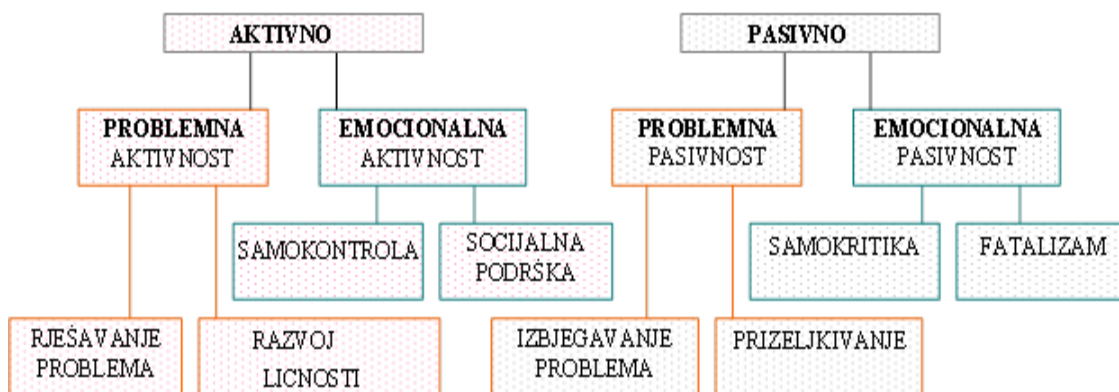 AKTIVNO
PASIVNO
PROBLEMNA
AKTIVNOST
EMOCIONALNA
AKTIVNOST
PROBLEMNA
PASIVNOST
EMOCIONALNA
PASIVNOST
SAMOKONTROLA
SOCIJALNA
PODRŠKA
SAMOKRITIKA
FATALIZAM
RJEŠAVANJE
PROBLEMA
RAZVOJ
LICNOSTI
IZBJEGAVANJE
PROBLEMA
PRIZELJKIVANJE